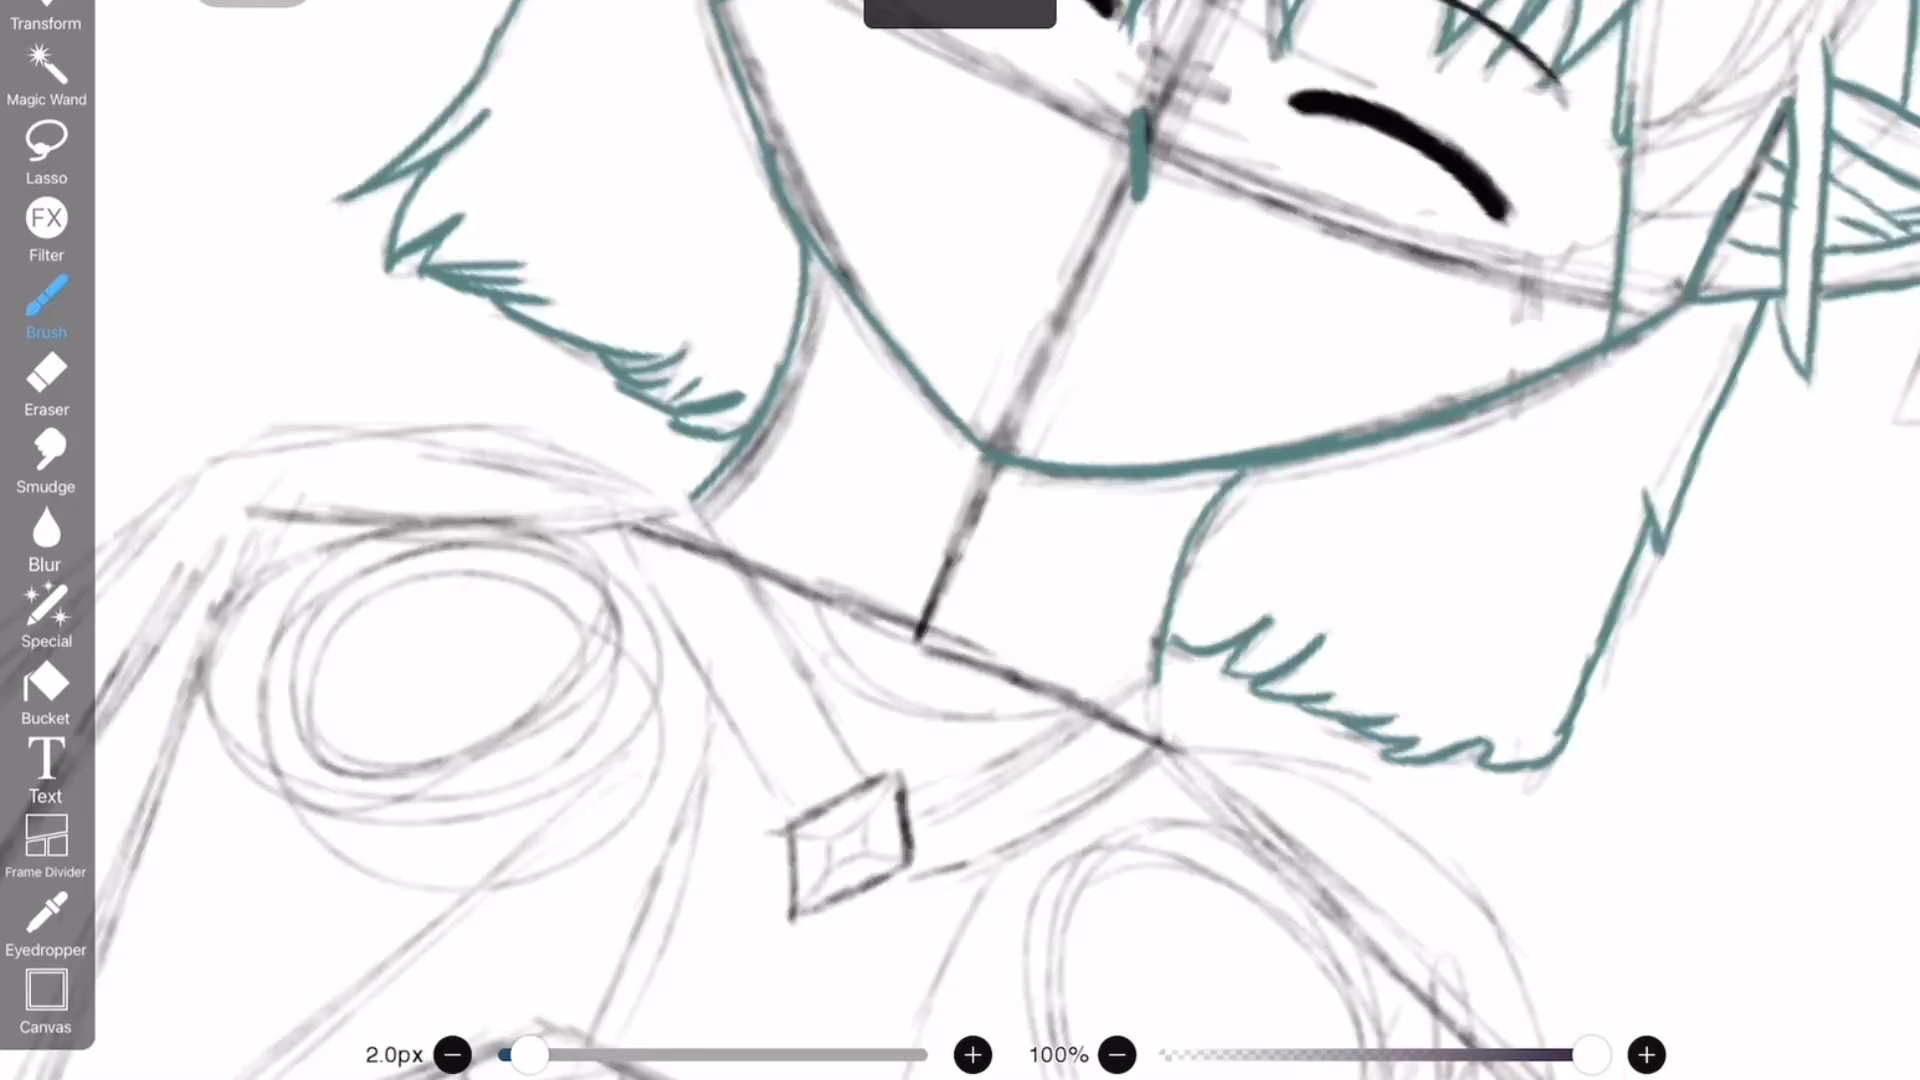 Transform
Magic Wand
Lasso
FX
Filter
Brush
Eraser
Smudge
Blur
Special
Bucket
T
Text
Frame Divider
Eyedropper
Canvas
2.0px
100%